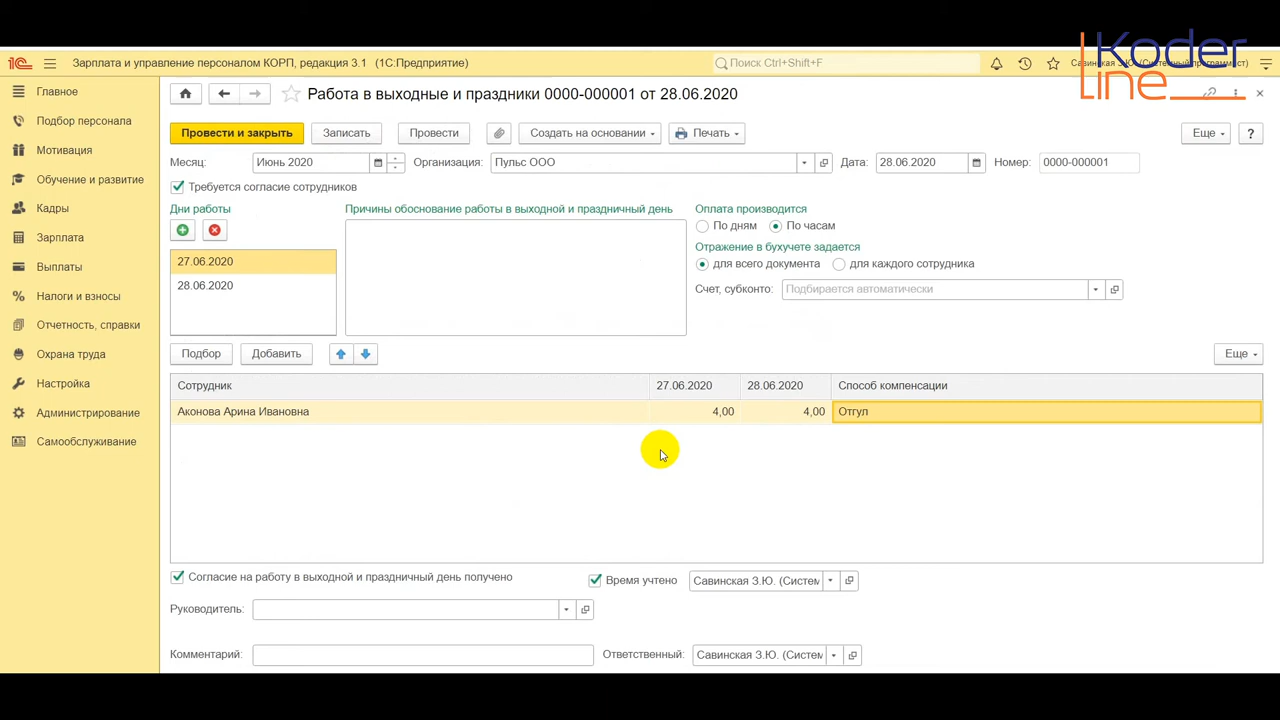 Koder
Line
1С Зарплата и управление персоналом КОРП, редакция 3.1 (1С:Предприятие)
Поиск Ctrl+Shift+F
Главное
Подбор персонала
Мотивация
Обучение и развитие
Кадры
Зарплата
Выплаты
Налоги и взносы
Отчетность, справки
Охрана труда
Настройка
Администрирование
Самообслуживание
Работа в выходные и праздники 0000-000001 от 28.06.2020
Провести и закрыть Записать Провести Создать на основании Печать Еще ?
Месяц: Июнь 2020 Организация: Пульс ООО Дата: 28.06.2020 Номер: 0000-000001
Требуется согласие сотрудников
Дни работы Причины обоснование работы в выходной и праздничный день Оплата производится
По дням По часам
Отражение в бухучете задается
27.06.2020 для всего документа для каждого сотрудника
28.06.2020 Счет, субконто: Подбирается автоматически
Подбор Добавить Еще
Сотрудник 27.06.2020 28.06.2020 Способ компенсации
Аконова Арина Ивановна 4,00 4,00 Отгул
Согласие на работу в выходной и праздничный день получено Время учтено Савинская З.Ю. (Систем
Руководитель:
Комментарий: Ответственный: Савинская З.Ю. (Систем